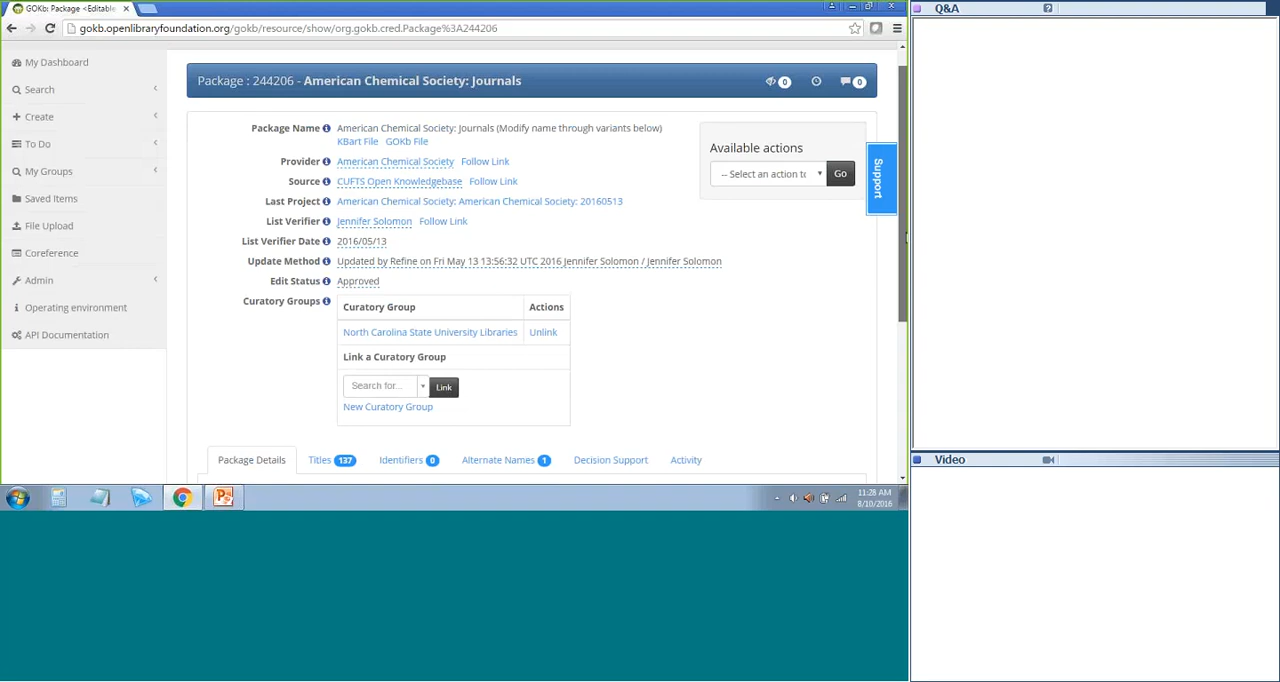 GOKb: Package <Editable
Q&A
?
gokb.openlibraryfoundation.org/gokb/resource/show/org.gokb.cred.Package%3A244206
My Dashboard
Search
Create
To Do
My Groups
Saved Items
File Upload
Coreference
Admin
Operating environment
API Documentation
Package : 244206 - American Chemical Society: Journals
0
0
Package Name American Chemical Society: Journals (Modify name through variants below)
KBart File GOKb File
Provider American Chemical Society Follow Link
Source CUFTS Open Knowledgebase Follow Link
Last Project American Chemical Society: American Chemical Society: 20160513
List Verifier Jennifer Solomon Follow Link
List Verifier Date 2016/05/13
Update Method Updated by Refine on Fri May 13 13:56:32 UTC 2016 Jennifer Solomon / Jennifer Solomon
Edit Status Approved
Curatory Groups
Curatory Group Actions
North Carolina State University Libraries Unlink
Link a Curatory Group
Search for... Link
New Curatory Group
Available actions
-- Select an action to Go
Support
Package Details Titles 137 Identifiers 0 Alternate Names 1 Decision Support Activity
Video
11:28 AM
8/10/2016